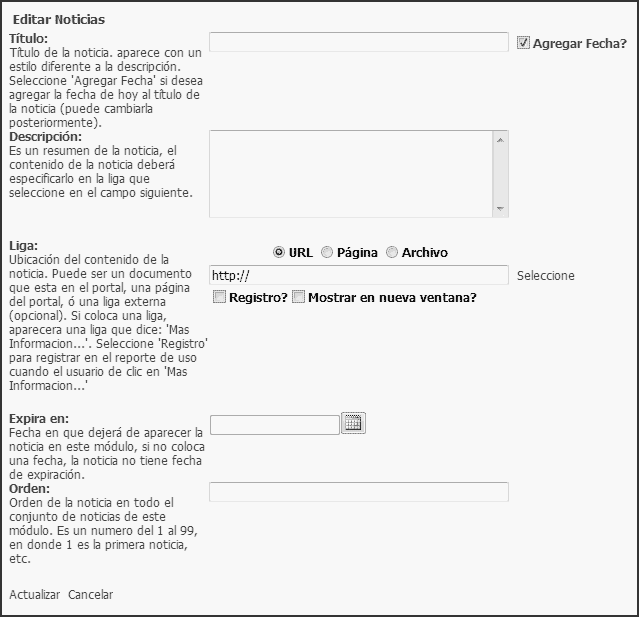 Editar Noticias
Título:
Agregar Fecha?
Título de la noticia. aparece con un
estilo diferente a la descripción.
Seleccione 'Agregar Fecha' si desea
agregar la fecha de hoy al título de
la noticia (puede cambiarla
posteriormente).
Descripción:
Es un resumen de la noticia, el
contenido de la noticia deberá
especificarlo en la liga que
seleccione en el campo siguiente.
Liga:
URL Página Archivo
Ubicación del contenido de la
noticia. Puede ser un documento
que esta en el portal, una página
del portal, ó una liga externa
(opcional). Si coloca una liga,
aparecera una liga que dice: 'Mas
Informacion...'. Seleccione 'Registro'
para registrar en el reporte de uso
cuando el usuario de clic en 'Mas
Informacion...'
http://
Seleccione
Registro? Mostrar en nueva ventana?
Expira en:
Fecha en que dejerá de aparecer la
noticia en este módulo, si no coloca
una fecha, la noticia no tiene fecha
de expiración.
Orden:
Orden de la noticia en todo el
conjunto de noticias de este
módulo. Es un numero del 1 al 99,
en donde 1 es la primera noticia,
etc.
Actualizar Cancelar